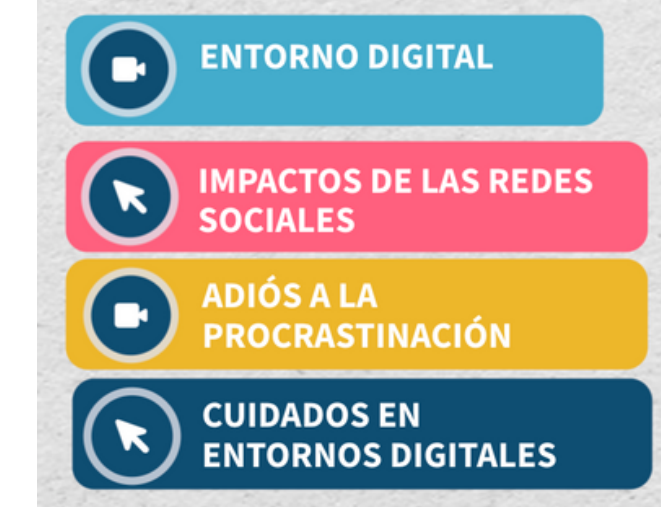 ENTORNO DIGITAL
IMPACTOS DE LAS REDES
SOCIALES
ADIÓS A LA
PROCRASTINACIÓN
CUIDADOS EN
ENTORNOS DIGITALES